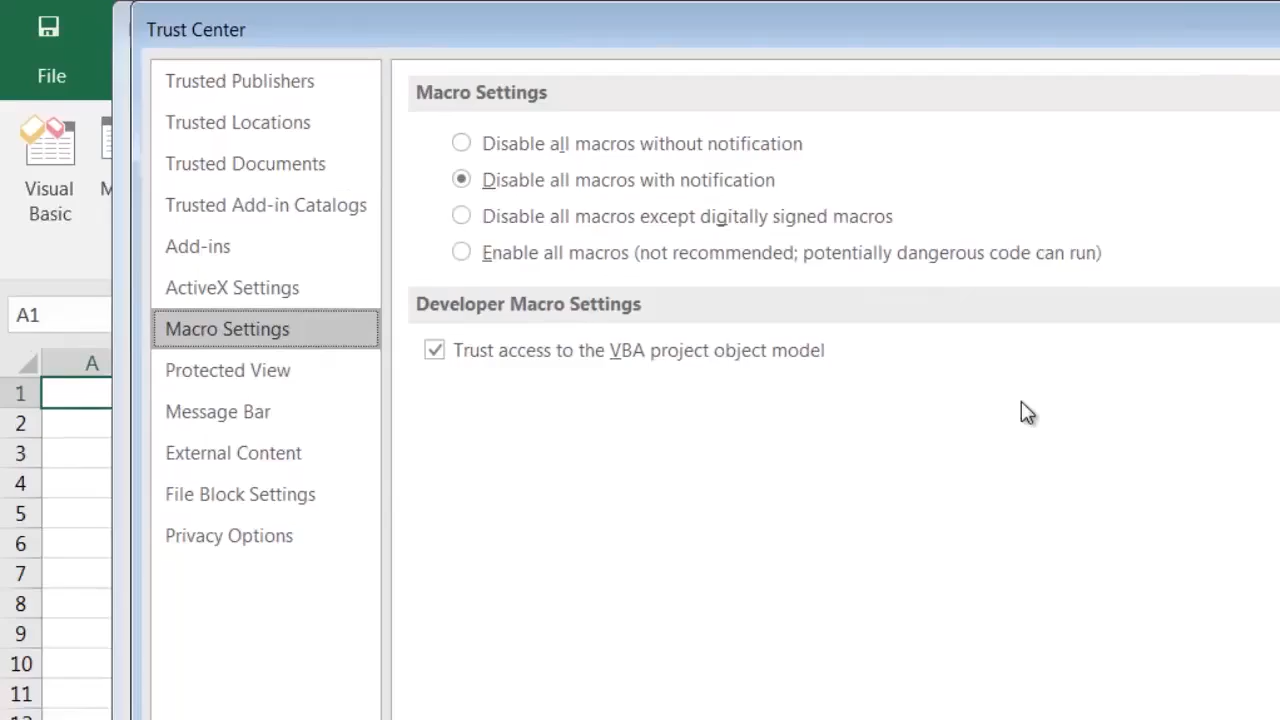 Trust Center
File
Visual
Basic
A1
A
1
2
3
4
5
6
7
8
9
10
11
Trusted Publishers
Trusted Locations
Trusted Documents
Trusted Add-in Catalogs
Add-ins
ActiveX Settings
Macro Settings
Protected View
Message Bar
External Content
File Block Settings
Privacy Options
Macro Settings
Disable all macros without notification
Disable all macros with notification
Disable all macros except digitally signed macros
Enable all macros (not recommended; potentially dangerous code can run)
Developer Macro Settings
Trust access to the VBA project object model